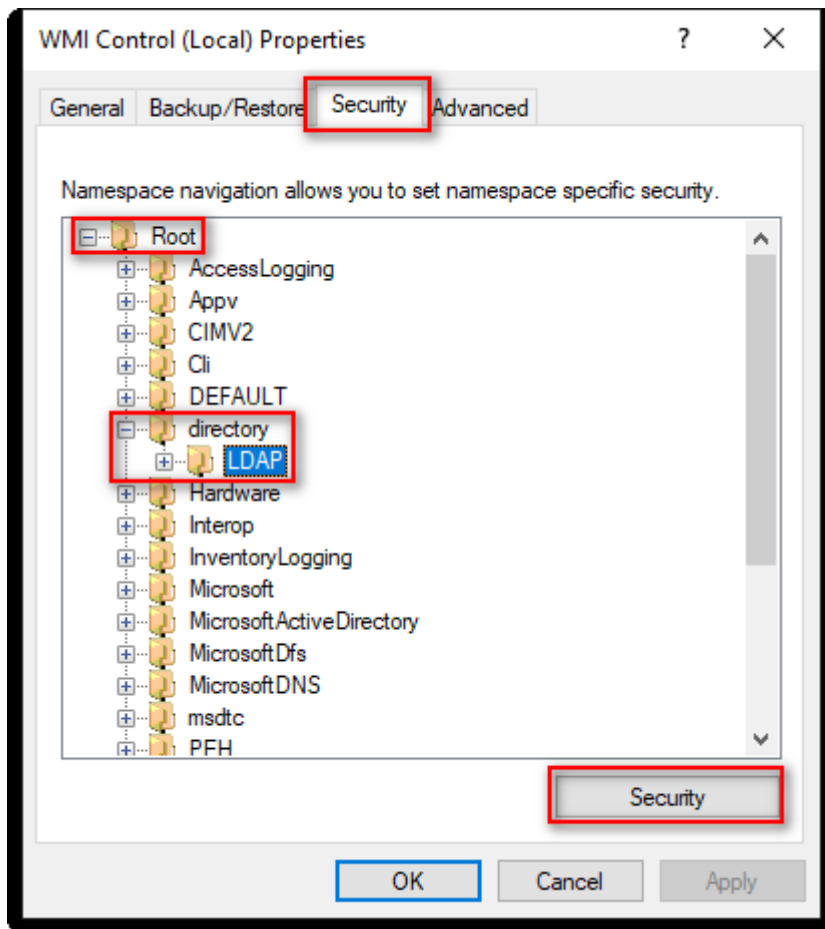 WMI Control (Local) Properties
?
General Backup/Restore Security Advanced
Namespace navigation allows you to set namespace specific security.
Root
AccessLogging
Appv
CIMV2
Cli
DEFAULT
directory
LDAP
Hardware
Interop
InventoryLogging
Microsoft
MicrosoftActiveDirectory
MicrosoftDfs
MicrosoftDNS
msdtc
PEH
Security
OK Cancel Apply